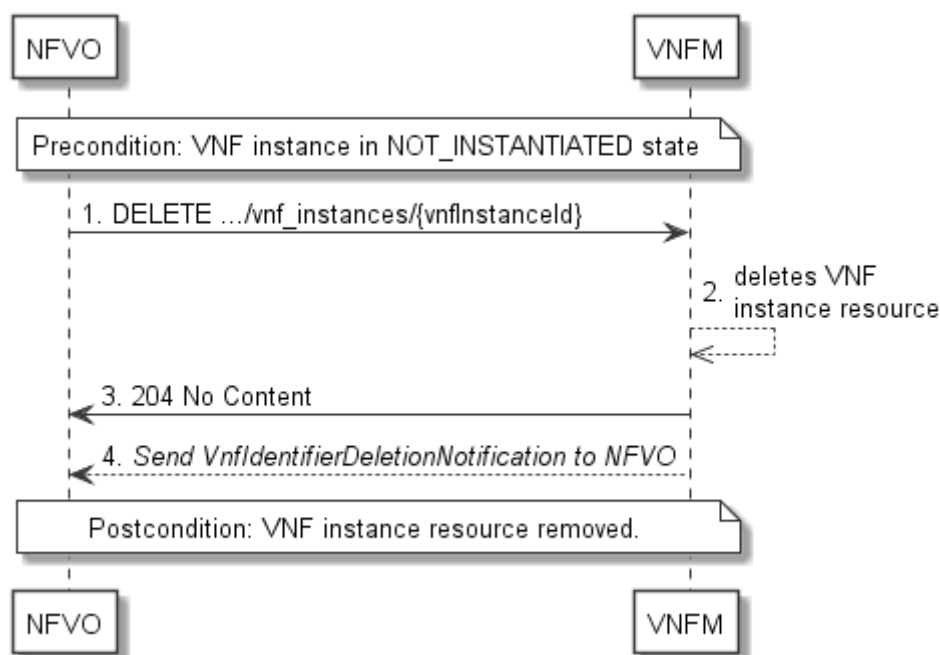 NFVO VNFM
Precondition: VNF instance in NOT_INSTANTIATED state
1. DELETE .../vnf_instances/{vnfInstanceId}
2. deletes VNF
instance resource
3. 204 No Content
4. Send VnfIdentifierDeletionNotification to NFVO
Postcondition: VNF instance resource removed.
NFVO VNFM